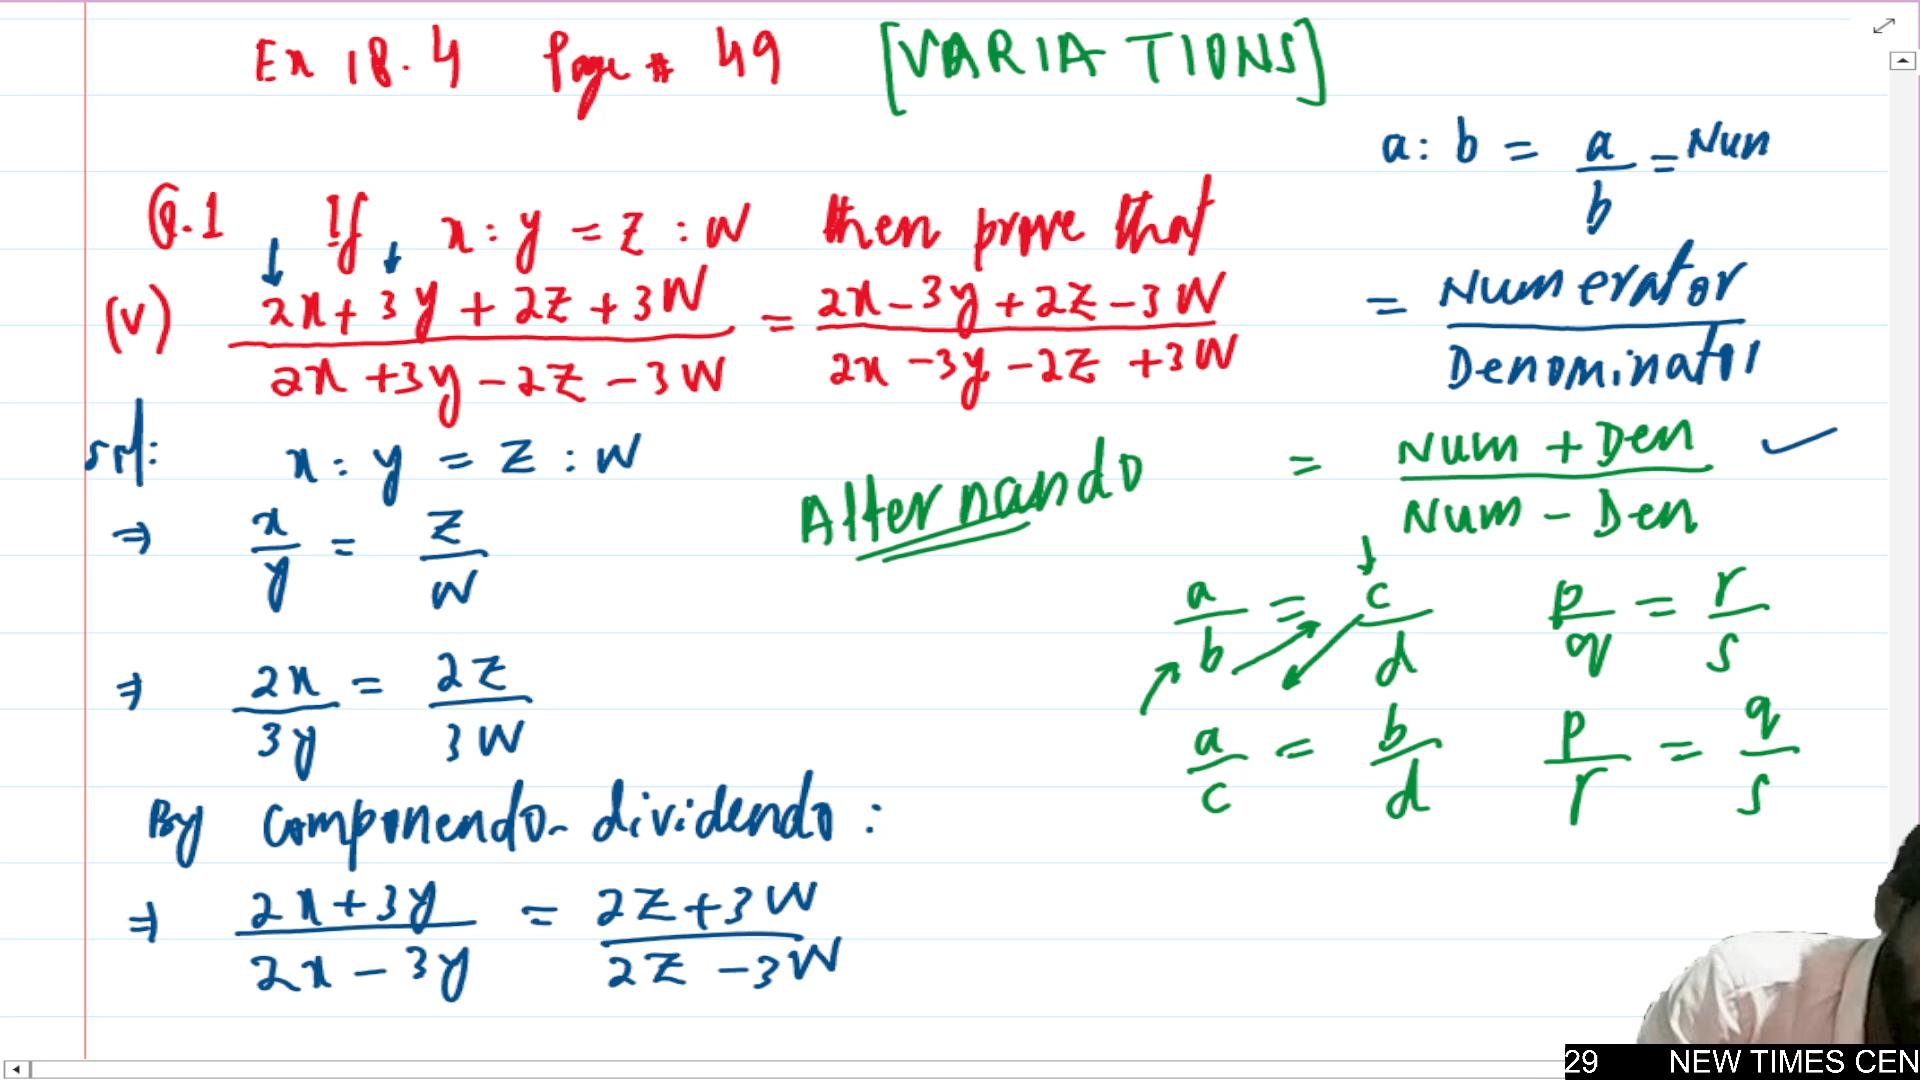 Ex 18.4 Page # 49 [VARIATIONS]
a : b = a/b = Num
Q.1 If x : y = z : w then prove that
(v) (2x + 3y + 2z + 3w)/(2x + 3y - 2z - 3w) = (2x - 3y + 2z - 3w)/(2x - 3y - 2z + 3w)
= Numerator/Denominator
Sol: x : y = z : w
Alternando
= (Num + Den)/(Num - Den) ✓
⇒ x/y = z/w
a/b = c/d p/q = r/s
⇒ 2x/3y = 2z/3w
a/c = b/d p/r = q/s
By componendo-dividendo :
⇒ (2x + 3y)/(2x - 3y) = (2z + 3w)/(2z - 3w)
29 NEW TIMES CEN